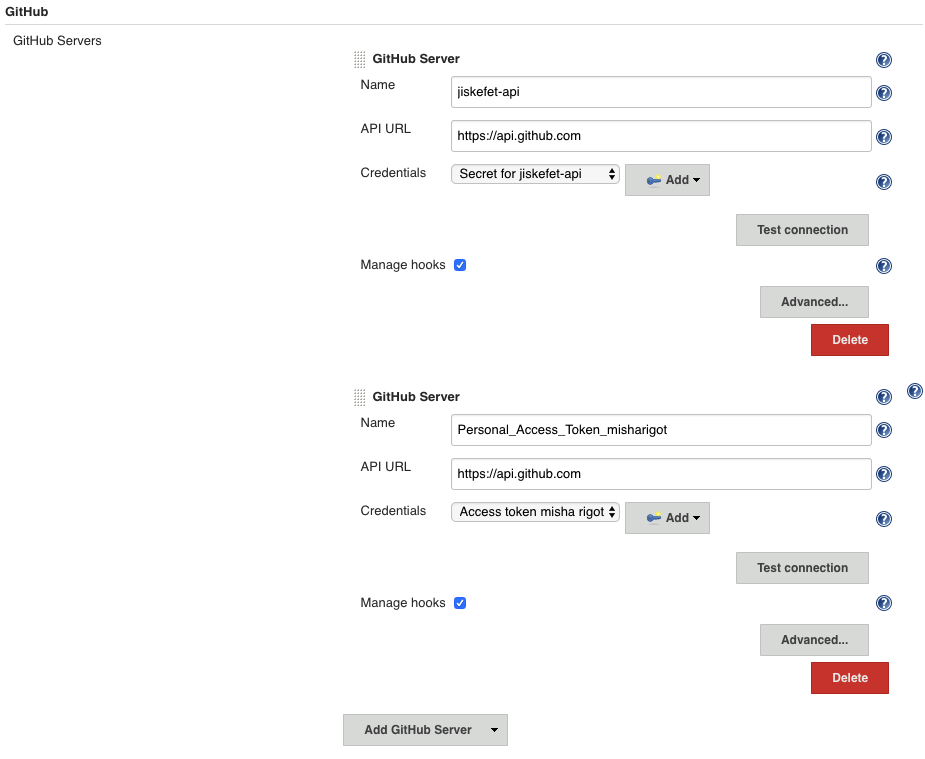 GitHub
GitHub Servers
GitHub Server
Name
jiskefet-api
API URL
https://api.github.com
Credentials
Secret for jiskefet-api
Add
Test connection
Manage hooks
Advanced...
Delete
GitHub Server
Name
Personal_Access_Token_misharigot
API URL
https://api.github.com
Credentials
Access token misha rigot
Add
Test connection
Manage hooks
Advanced...
Delete
Add GitHub Server